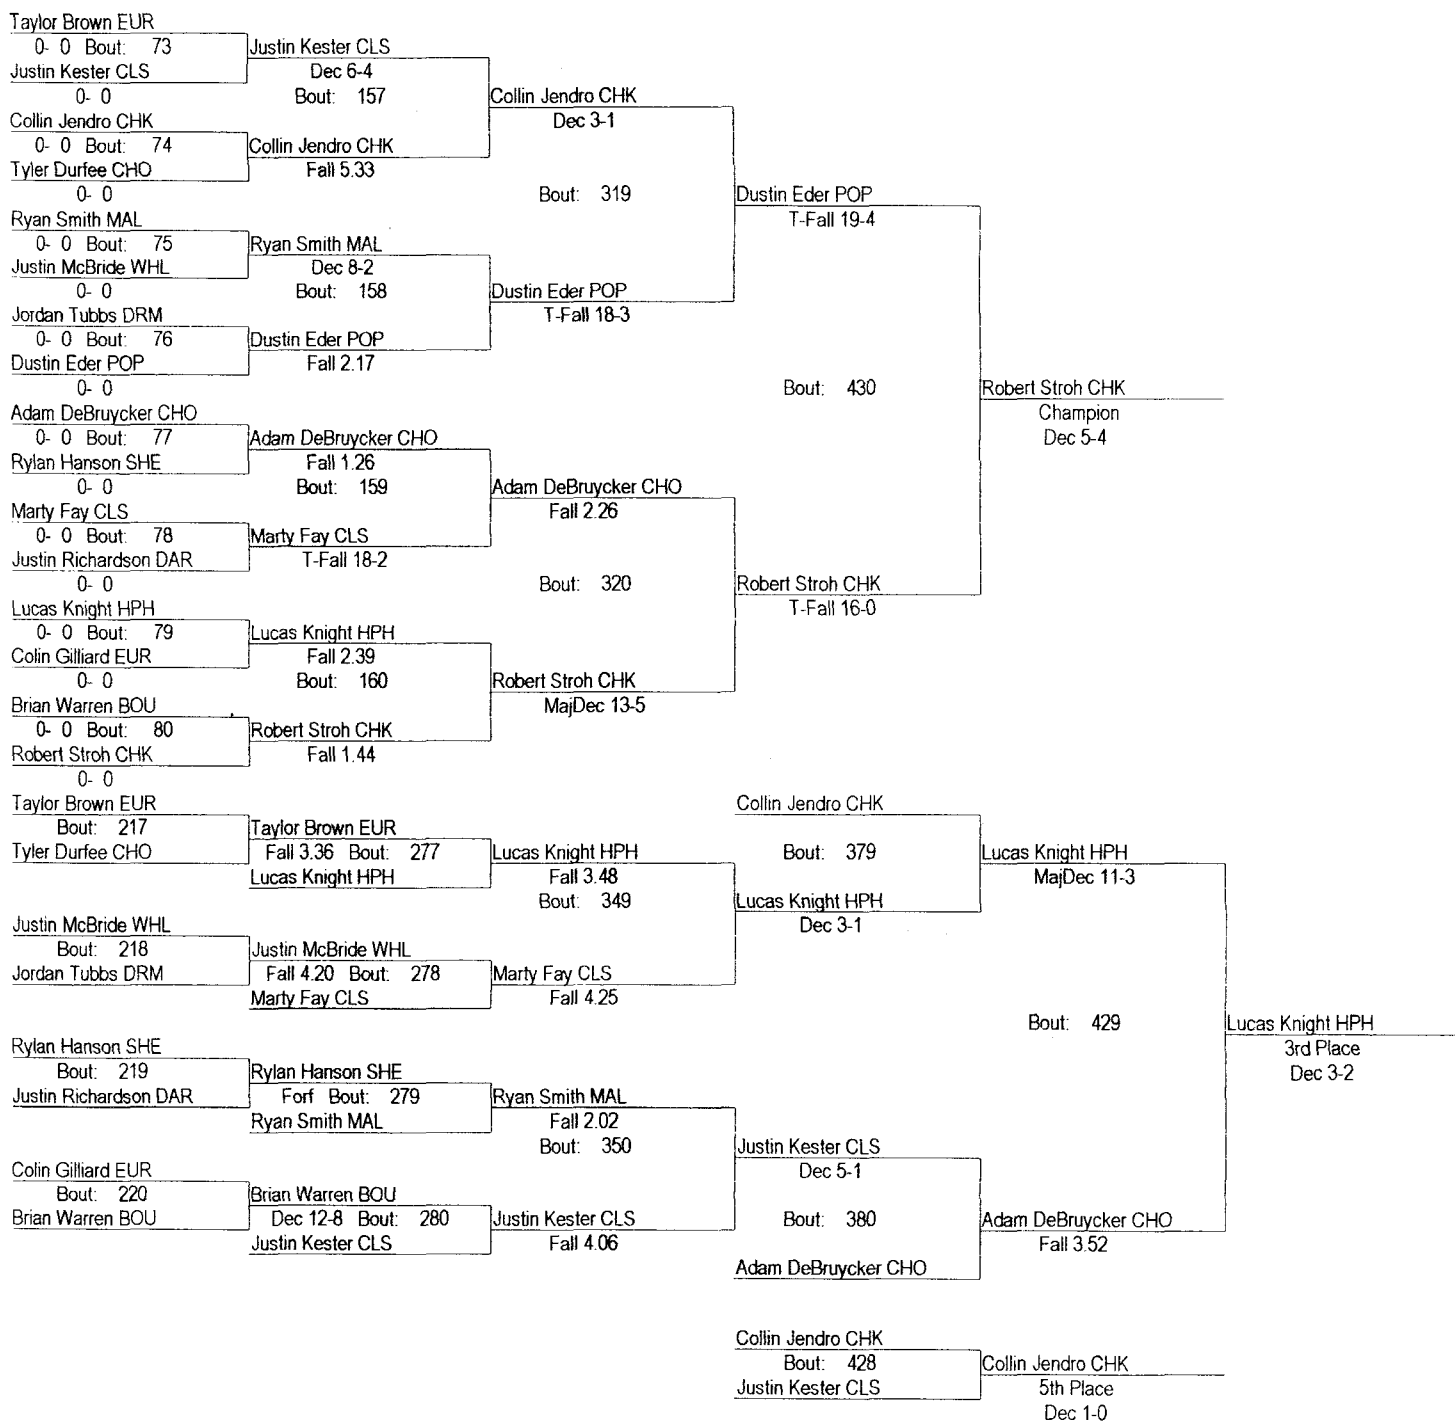 Taylor Brown EUR
0- 0 Bout: 73
Justin Kester CLS
0- 0
Collin Jendro CHK
0- 0 Bout: 74
Tyler Durfee CHO
0- 0
Ryan Smith MAL
0- 0 Bout: 75
Justin McBride WHL
0- 0
Jordan Tubbs DRM
0- 0 Bout: 76
Dustin Eder POP
0- 0
Adam DeBruycker CHO
0- 0 Bout: 77
Rylan Hanson SHE
0- 0
Marty Fay CLS
0- 0 Bout: 78
Justin Richardson DAR
0- 0
Lucas Knight HPH
0- 0 Bout: 79
Colin Gilliard EUR
0- 0
Brian Warren BOU
0- 0 Bout: 80
Robert Stroh CHK
0- 0
Justin Kester CLS
Dec 6-4
Bout: 157
Collin Jendro CHK
Fall 5.33
Ryan Smith MAL
Dec 8-2
Bout: 158
Dustin Eder POP
Fall 2.17
Adam DeBruycker CHO
Fall 1.26
Bout: 159
Marty Fay CLS
T-Fall 18-2
Lucas Knight HPH
Fall 2.39
Bout: 160
Robert Stroh CHK
Fall 1.44
Collin Jendro CHK
Dec 3-1
Bout: 319
Dustin Eder POP
T-Fall 18-3
Adam DeBruycker CHO
Fall 2.26
Bout: 320
Robert Stroh CHK
MajDec 13-5
Dustin Eder POP
T-Fall 19-4
Bout: 430
Robert Stroh CHK
T-Fall 16-0
Robert Stroh CHK
Champion
Dec 5-4
Taylor Brown EUR
Bout: 217
Tyler Durfee CHO
Justin McBride WHL
Bout: 218
Jordan Tubbs DRM
Rylan Hanson SHE
Bout: 219
Justin Richardson DAR
Colin Gilliard EUR
Bout: 220
Brian Warren BOU
Taylor Brown EUR
Fall 3.36 Bout: 277
Lucas Knight HPH
Justin McBride WHL
Fall 4.20 Bout: 278
Marty Fay CLS
Rylan Hanson SHE
Forf Bout: 279
Ryan Smith MAL
Brian Warren BOU
Dec 12-8 Bout: 280
Justin Kester CLS
Lucas Knight HPH
Fall 3.48
Bout: 349
Marty Fay CLS
Fall 4.25
Ryan Smith MAL
Fall 2.02
Bout: 350
Justin Kester CLS
Fall 4.06
Collin Jendro CHK
Bout: 379
Lucas Knight HPH
Dec 3-1
Justin Kester CLS
Dec 5-1
Bout: 380
Adam DeBruycker CHO
Lucas Knight HPH
MajDec 11-3
Bout: 429
Adam DeBruycker CHO
Fall 3.52
Lucas Knight HPH
3rd Place
Dec 3-2
Collin Jendro CHK
Bout: 428
Justin Kester CLS
Collin Jendro CHK
5th Place
Dec 1-0